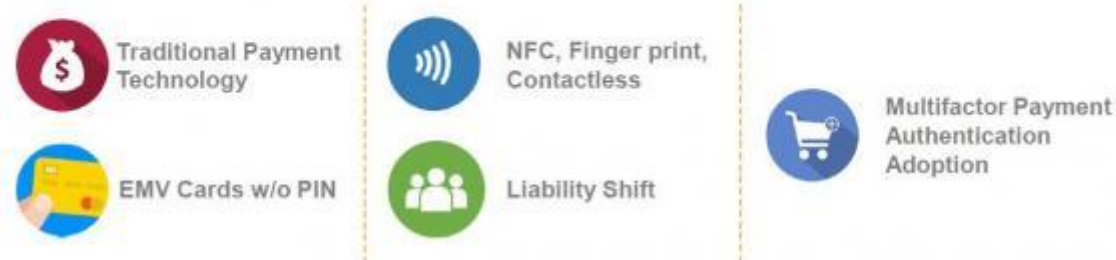 Traditional Payment
Technology
EMV Cards w/o PIN
NFC, Finger print,
Contactless
Liability Shift
Multifactor Payment
Authentication
Adoption